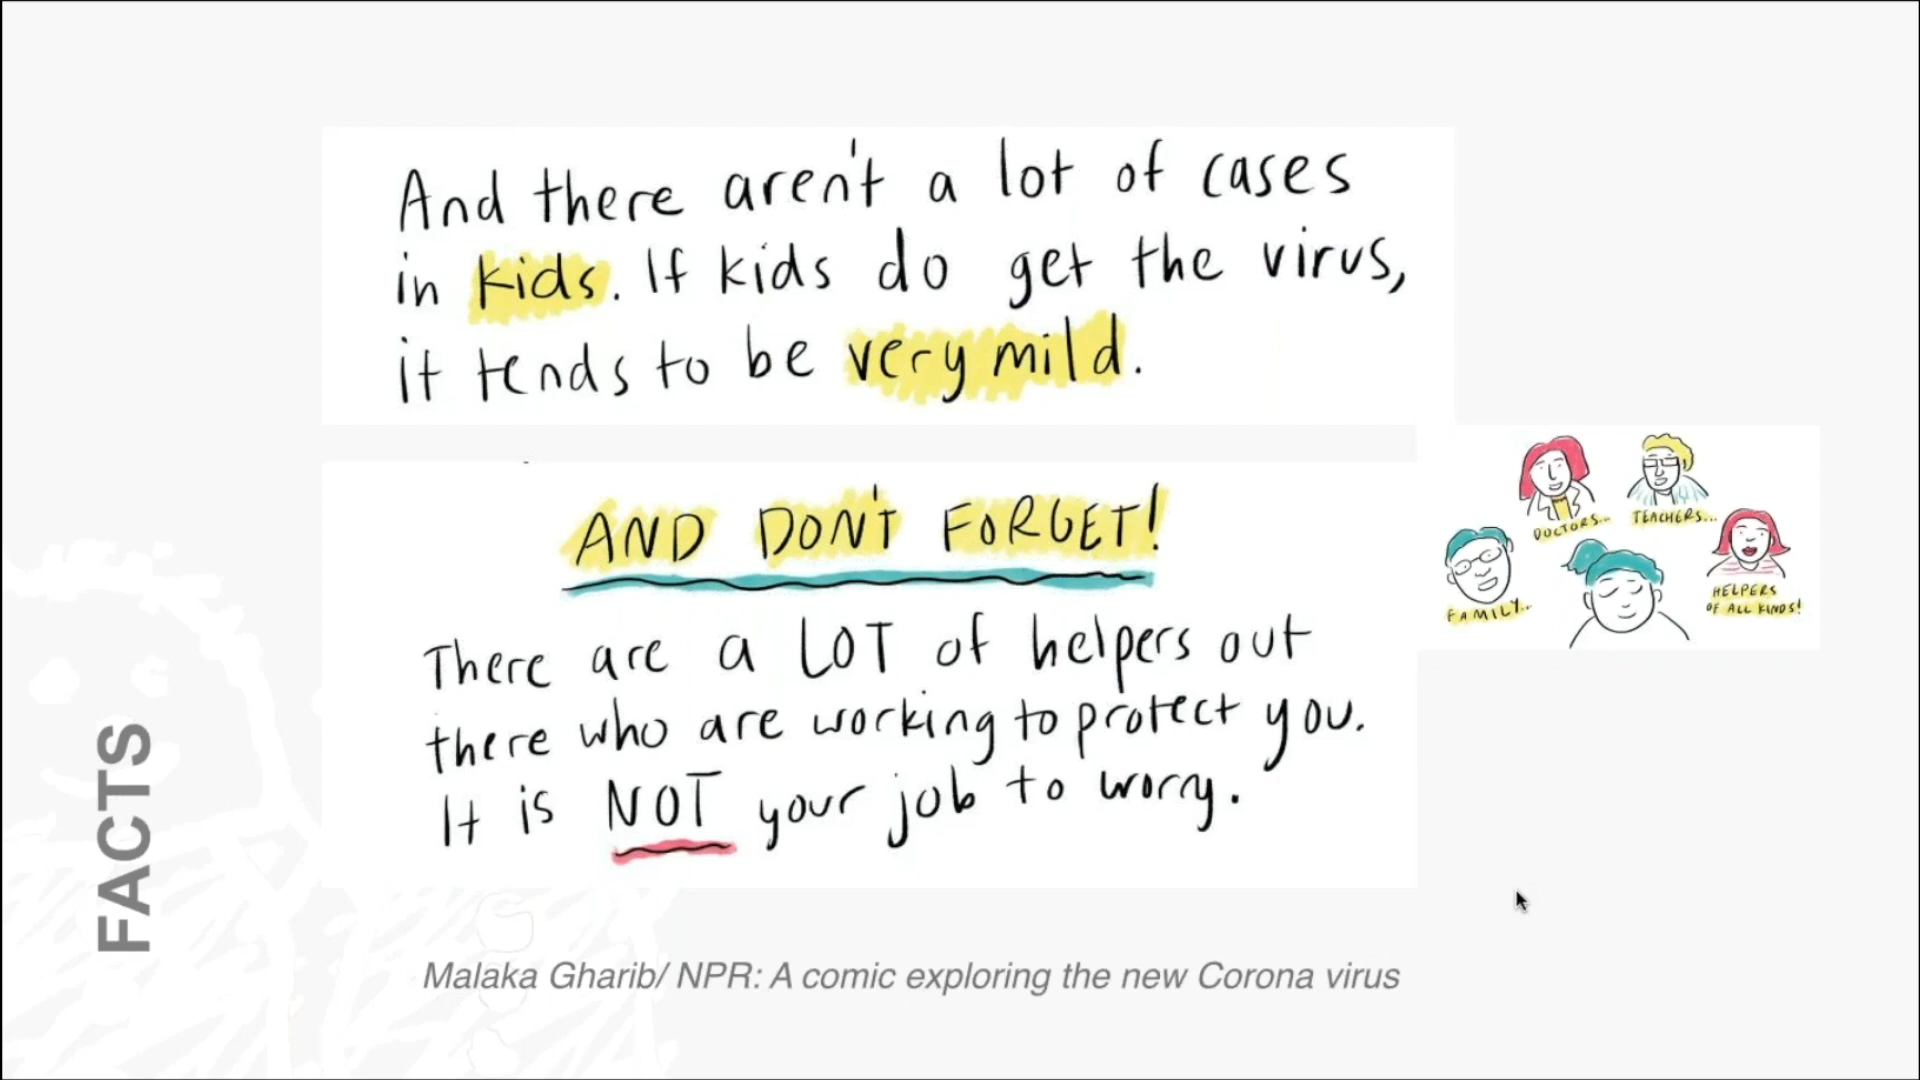 And there aren't a lot of cases
in kids. If kids do get the virus,
it tends to be very mild.
AND DON'T FORGET!
There are a LOT of helpers out
there who are working to protect you.
It is NOT your job to worry.
DOCTORS...
TEACHERS...
FAMILY...
HELPERS
OF ALL KINDS!
FACTS
Malaka Gharib/ NPR: A comic exploring the new Corona virus